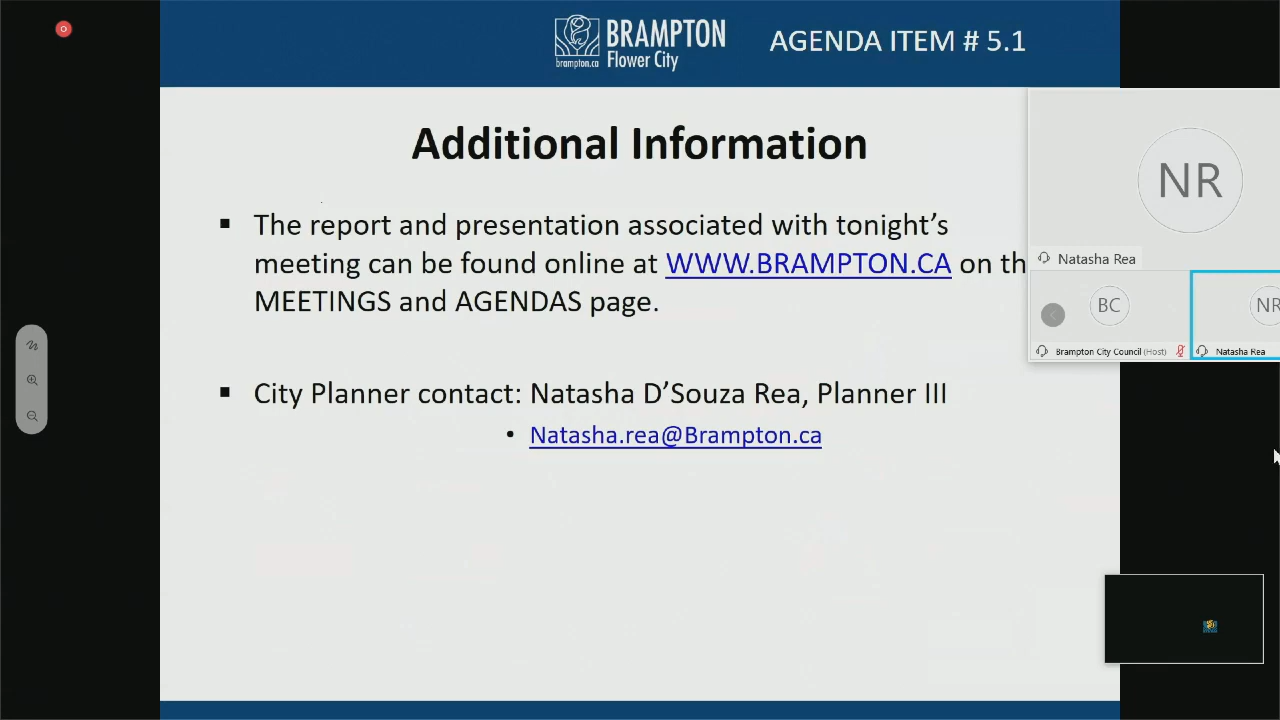 BRAMPTON
brampton.ca
Flower City
AGENDA ITEM # 5.1
Additional Information
▪ The report and presentation associated with tonight’s
meeting can be found online at WWW.BRAMPTON.CA on th
MEETINGS and AGENDAS page.
▪ City Planner contact: Natasha D’Souza Rea, Planner III
• Natasha.rea@Brampton.ca
NR
Natasha Rea
BC
NR
Brampton City Council (Host)
Natasha Rea